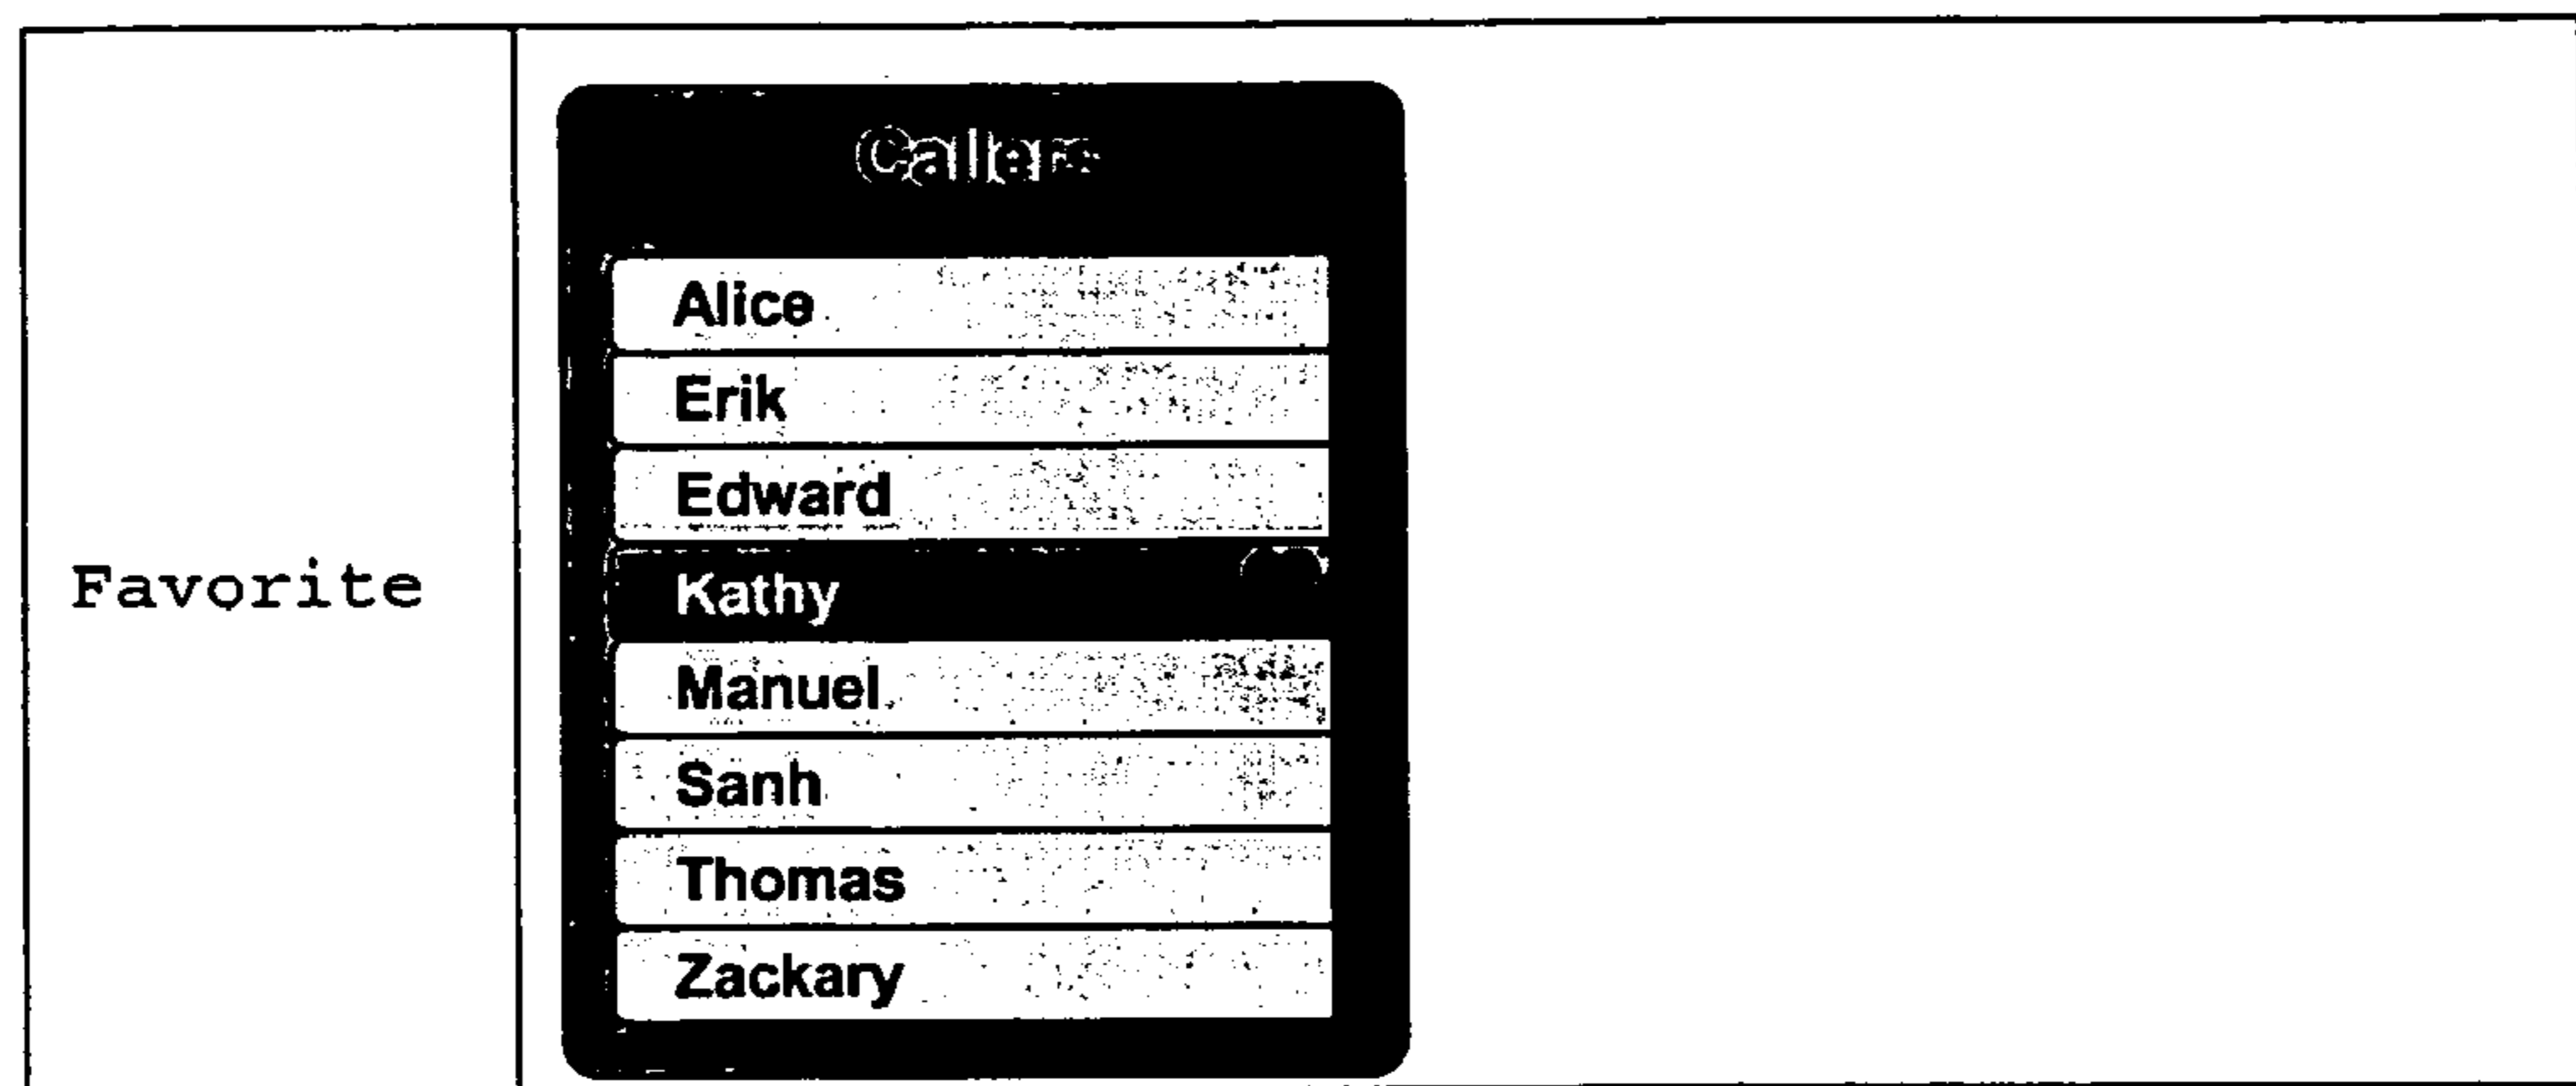 Callers
Alice
Erik
Edward
Favorite
Kathy
Manuel
Sanh
Thomas
Zackary